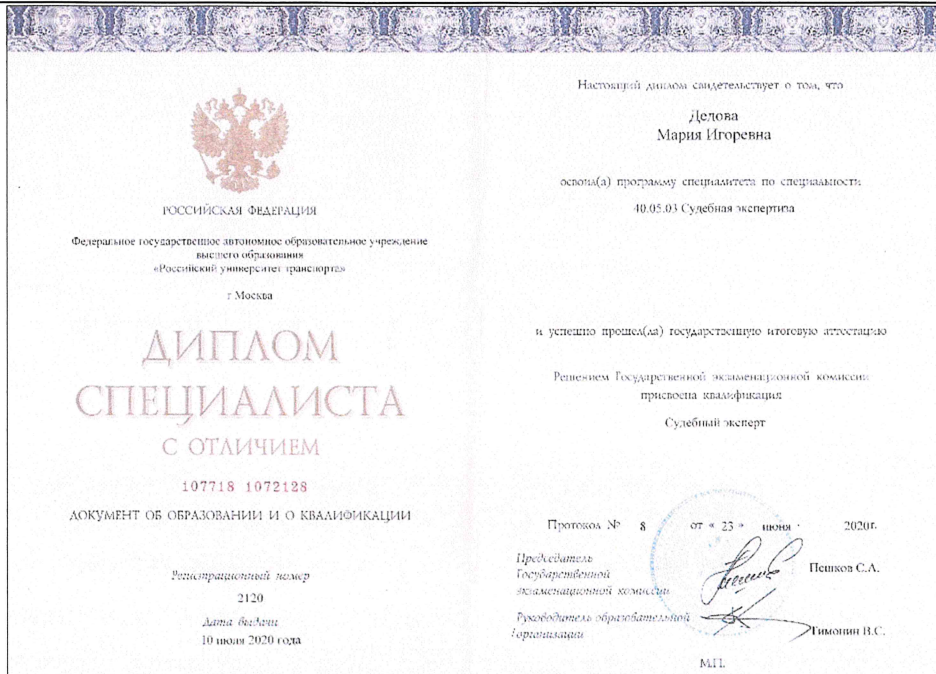 РОССИЙСКАЯ ФЕДЕРАЦИЯ
Федеральное государственное автономное образовательное учреждение
высшего образования
«Российский университет транспорта»
г Москва
ДИПЛОМ
СПЕЦИАЛИСТА
С ОТЛИЧИЕМ
107718 1072128
ДОКУМЕНТ ОБ ОБРАЗОВАНИИ И О КВАЛИФИКАЦИИ
Регистрационный номер
2120
Дата выдачи
10 июля 2020 года
Настоящий диплом свидетельствует о том, что
Дедова
Мария Игоревна
освоил(а) программу специалитета по специальности
40.05.03 Судебная экспертиза
и успешно прошел(ла) государственную итоговую аттестацию
Решением Государственной экзаменационной комиссии
присвоена квалификация
Судебный эксперт
Протокол № 8 от « 23 » июня 2020г.
Председатель
Государственной
экзаменационной комиссии
Пешков С.А.
Руководитель образовательной
организации
Тимонин В.С.
М.П.